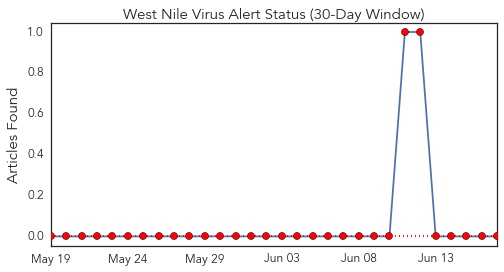 West Nile Virus Alert Status (30-Day Window)
Articles Found
1.0
0.8
0.6
0.4
0.2
0.0
May 19 May 24 May 29 Jun 03 Jun 08 Jun 13